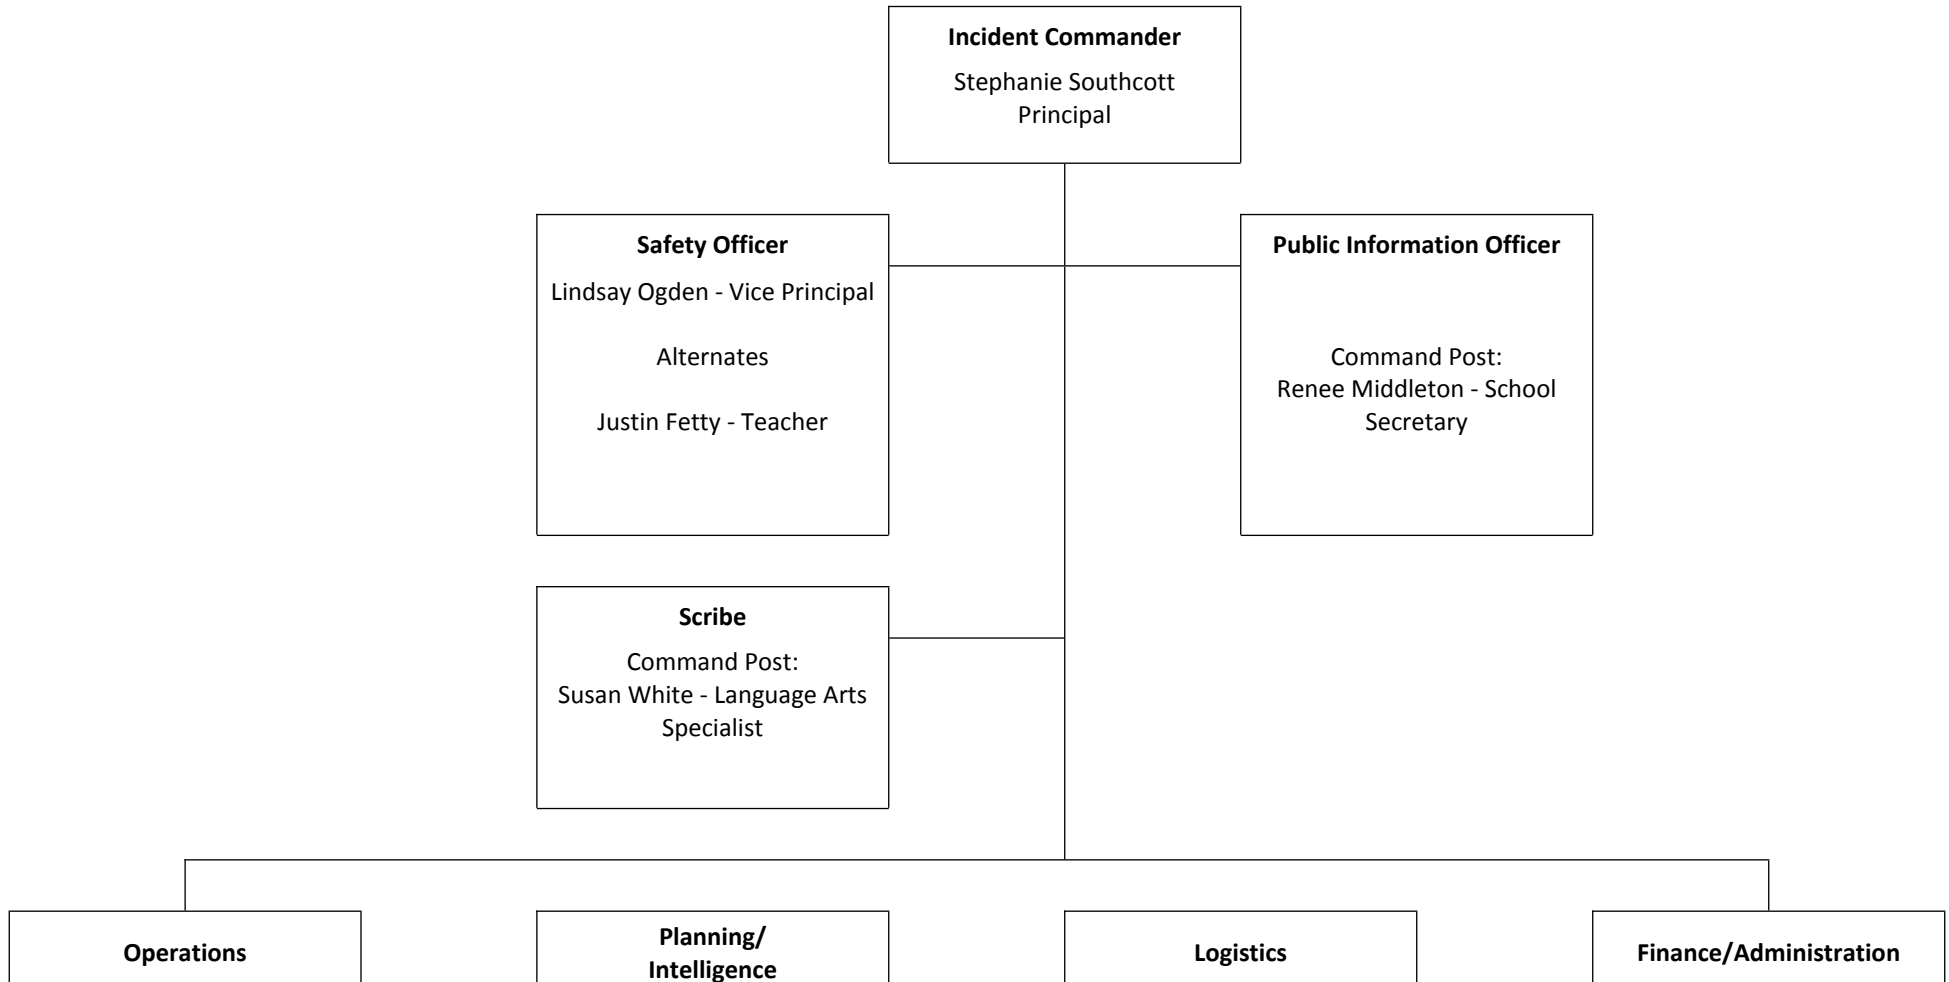 Incident Commander
Stephanie Southcott
Principal
Safety Officer
Lindsay Ogden - Vice Principal
Alternates
Justin Fetty - Teacher
Public Information Officer
Command Post:
Renee Middleton - School
Secretary
Scribe
Command Post:
Susan White - Language Arts
Specialist
Operations
Planning/
Intelligence
Logistics
Finance/Administration